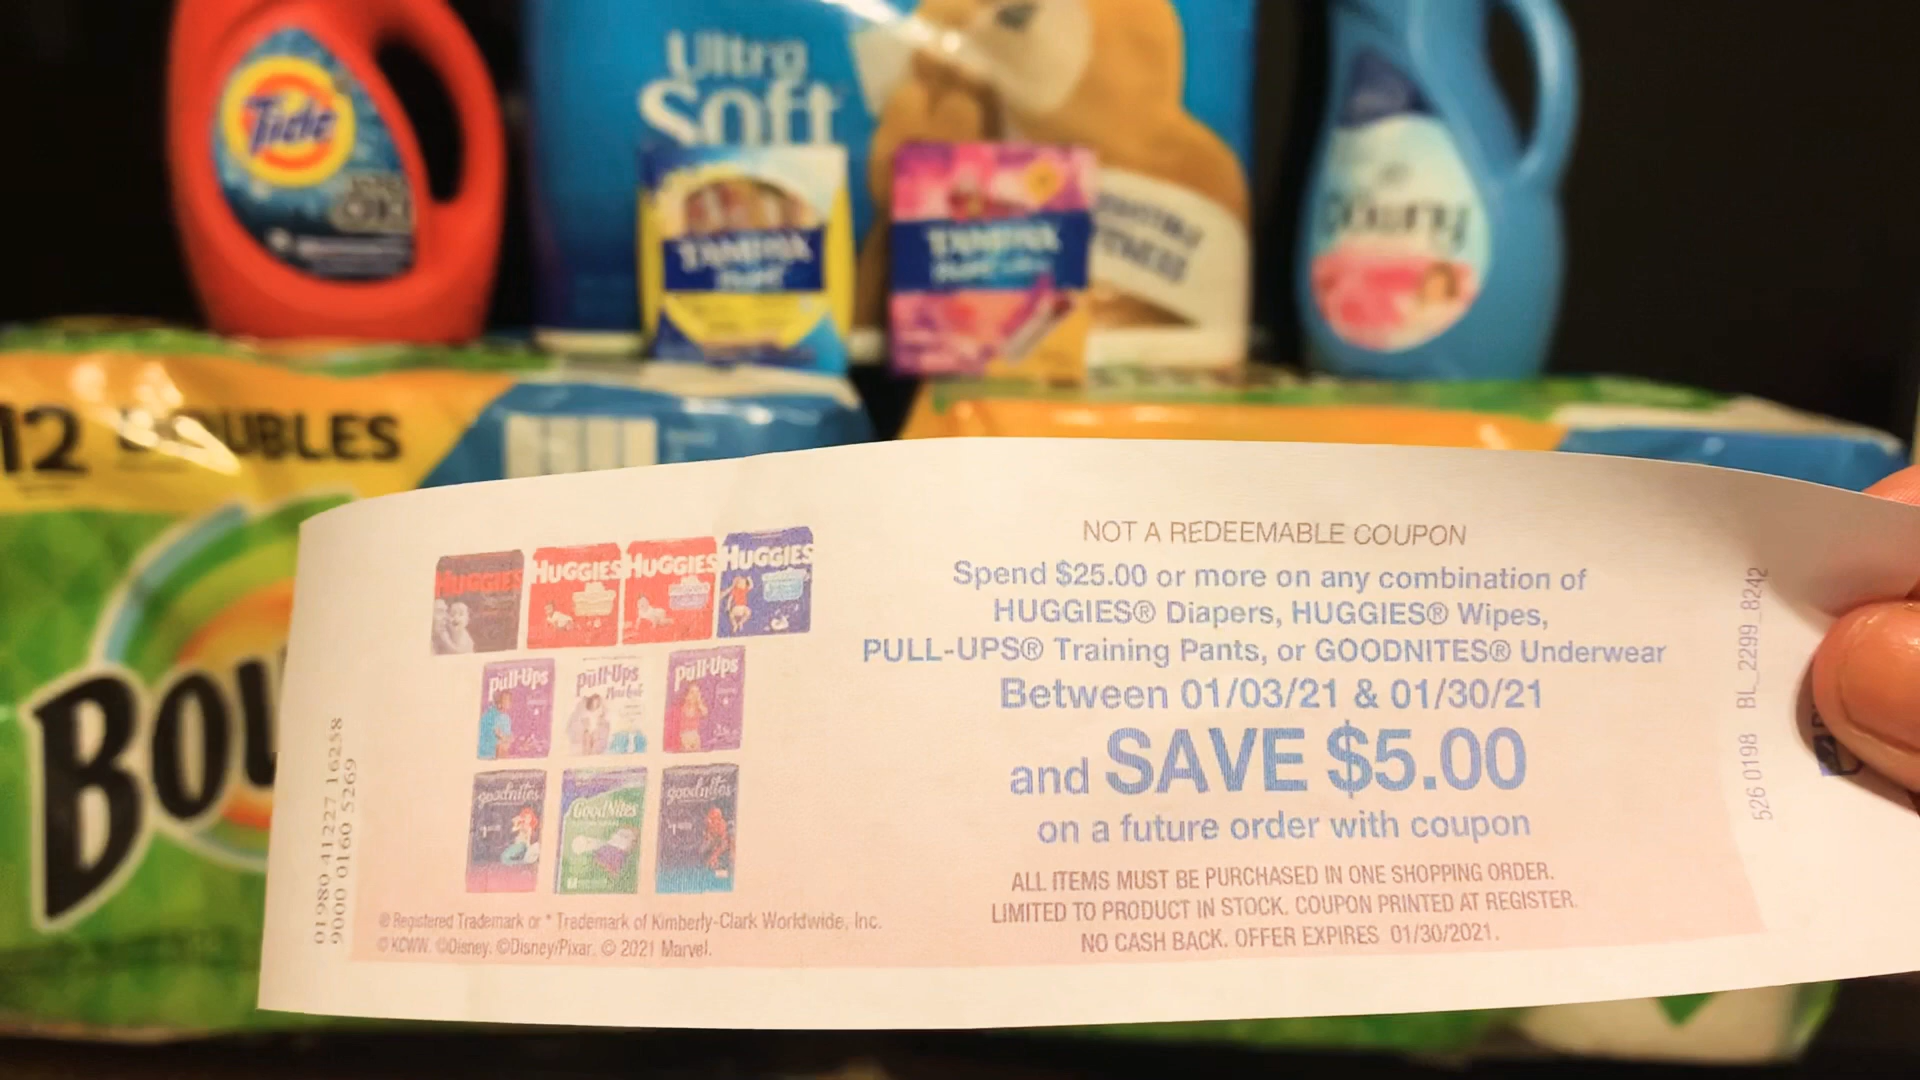 Tide
Ultra
Soft
TAMPAX
Pearl
TAMPAX
Downy
12 DOUBLES
BOU
HUGGIES HUGGIES HUGGIES HUGGIES
Pull-Ups Pull-Ups Pull-Ups
goodnites GoodNites goodnites
® Registered Trademark or * Trademark of Kimberly-Clark Worldwide, Inc.
© KCWW. ©Disney. ©Disney/Pixar. © 2021 Marvel.
01980 41227 16258
9000 0160 5269
NOT A REDEEMABLE COUPON
Spend $25.00 or more on any combination of
HUGGIES® Diapers, HUGGIES® Wipes,
PULL-UPS® Training Pants, or GOODNITES® Underwear
Between 01/03/21 & 01/30/21
and SAVE $5.00
on a future order with coupon
ALL ITEMS MUST BE PURCHASED IN ONE SHOPPING ORDER.
LIMITED TO PRODUCT IN STOCK. COUPON PRINTED AT REGISTER.
NO CASH BACK. OFFER EXPIRES 01/30/2021.
526 0198 BL_2299_8242